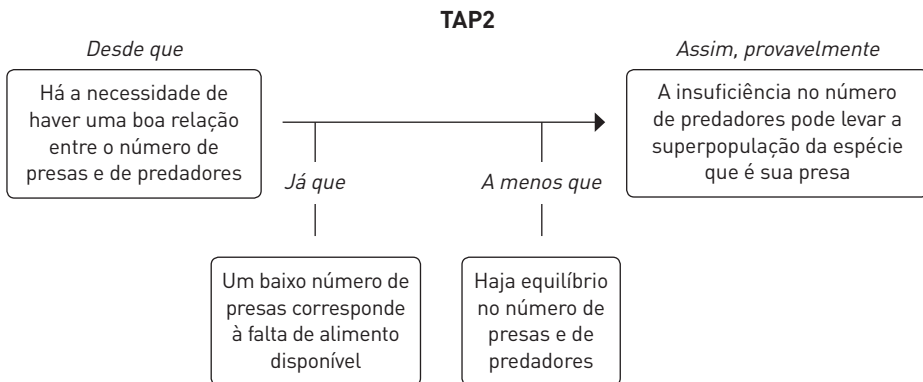 TAP2
Desde que
Há a necessidade de
haver uma boa relação
entre o número de
presas e de predadores
Já que
Um baixo número de
presas corresponde
à falta de alimento
disponível
A menos que
Haja equilíbrio
no número de
presas e de
predadores
Assim, provavelmente
A insuficiência no número
de predadores pode levar a
superpopulação da espécie
que é sua presa